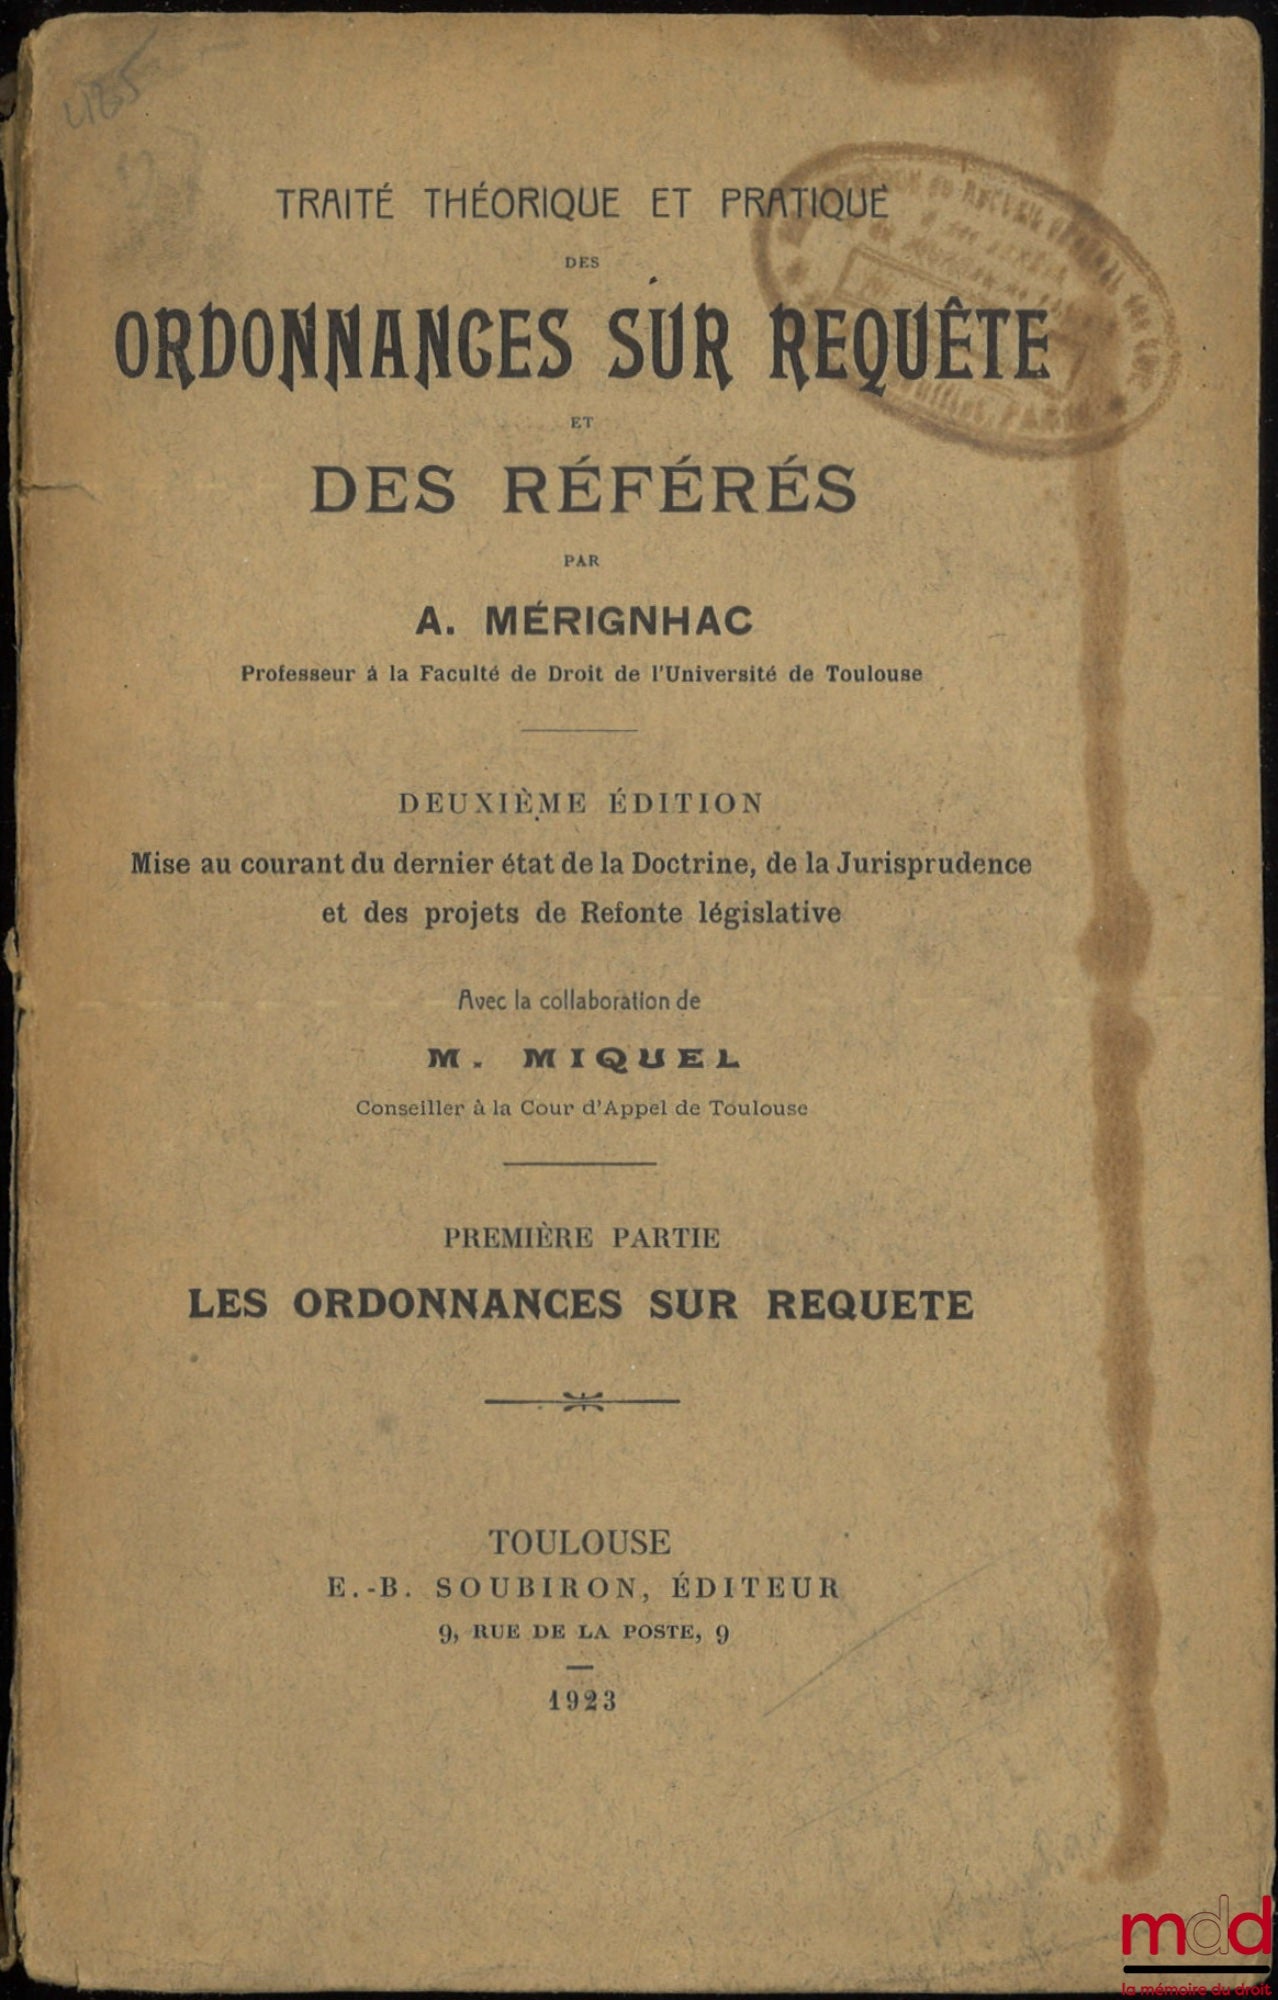 TRAITÉ THÉORIQUE ET PRATIQUE
DES
ORDONNANCES SUR REQUÊTE
ET
DES RÉFÉRÉS
PAR
A. MÉRIGNHAC
Professeur à la Faculté de Droit de l'Université de Toulouse
DEUXIÈME ÉDITION
Mise au courant du dernier état de la Doctrine, de la Jurisprudence
et des projets de Refonte législative
Avec la collaboration de
M. MIQUEL
Conseiller à la Cour d'Appel de Toulouse
PREMIÈRE PARTIE
LES ORDONNANCES SUR REQUETE
TOULOUSE
E.-B. SOUBIRON, ÉDITEUR
9, RUE DE LA POSTE, 9
1923
mdd
la mémoire du droit